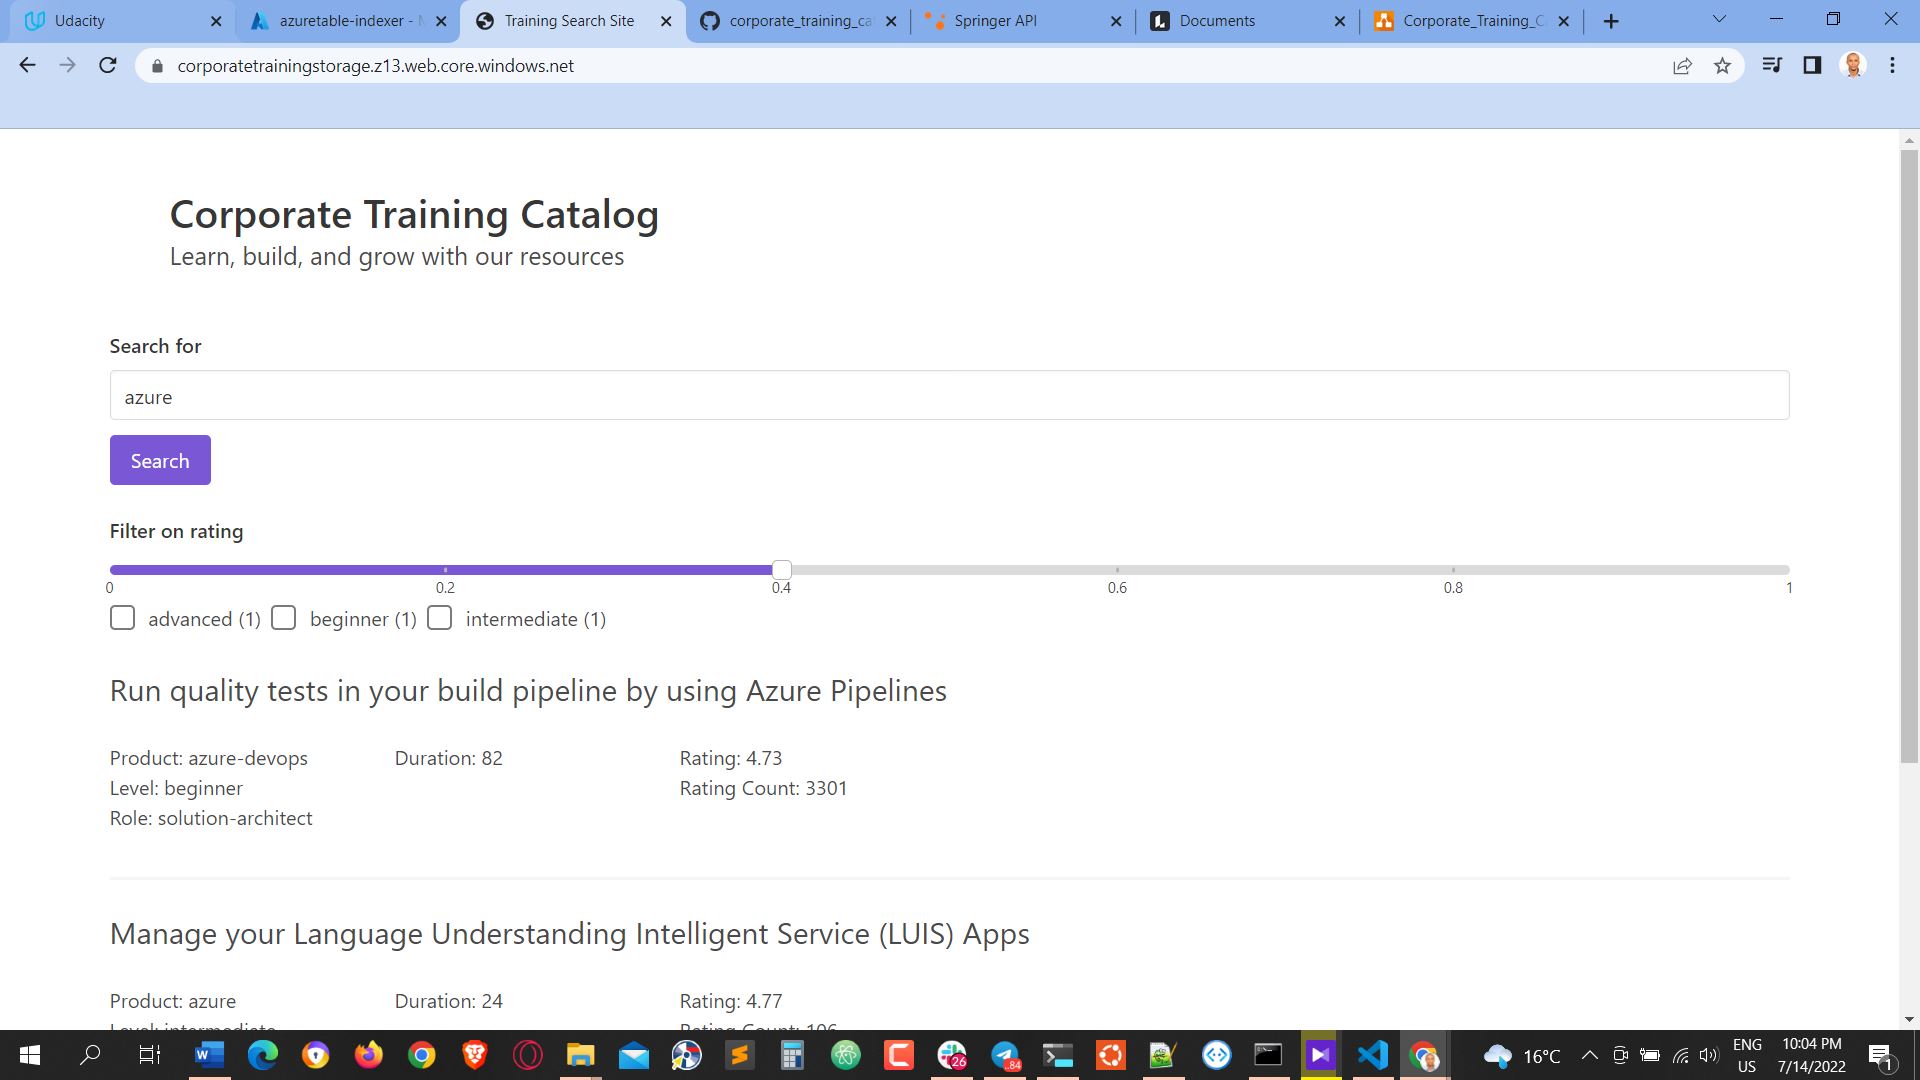 Udacity
azuretable-indexer - M
Training Search Site
corporate_training_cat
Springer API
Documents
Corporate_Training_C
corporatetrainingstorage.z13.web.core.windows.net
Corporate Training Catalog
Learn, build, and grow with our resources
Search for
azure
Search
Filter on rating
0 0.2 0.4 0.6 0.8 1
advanced (1) beginner (1) intermediate (1)
Run quality tests in your build pipeline by using Azure Pipelines
Product: azure-devops Duration: 82 Rating: 4.73
Level: beginner Rating Count: 3301
Role: solution-architect
Manage your Language Understanding Intelligent Service (LUIS) Apps
Product: azure Duration: 24 Rating: 4.77
Level: intermediate Rating Count: 106
26
84
16°C
ENG
US
10:04 PM
7/14/2022
1